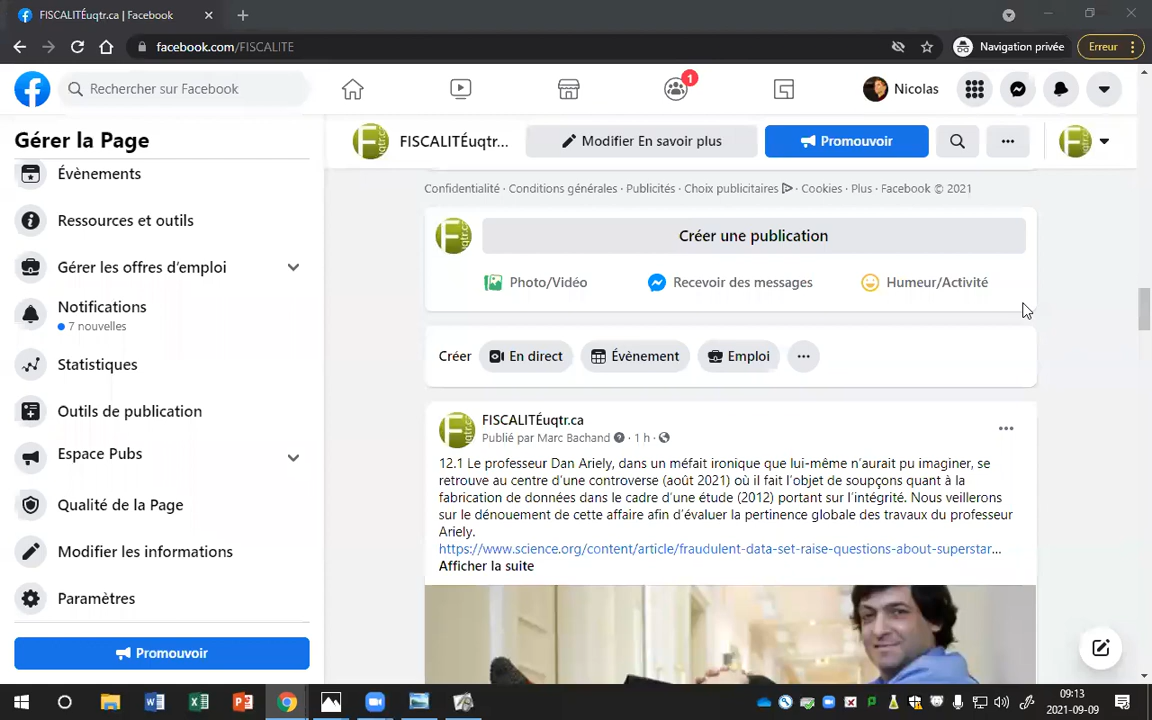 FISCALITÉuqtr.ca | Facebook
facebook.com/FISCALITE
Navigation privée
Erreur
Rechercher sur Facebook
1
Nicolas
Gérer la Page
FISCALITÉuqtr...
Modifier En savoir plus
Promouvoir
Évènements
Ressources et outils
Gérer les offres d'emploi
Notifications
7 nouvelles
Statistiques
Outils de publication
Espace Pubs
Qualité de la Page
Modifier les informations
Paramètres
Promouvoir
Confidentialité · Conditions générales · Publicités · Choix publicitaires · Cookies · Plus · Facebook © 2021
Créer une publication
Photo/Vidéo
Recevoir des messages
Humeur/Activité
Créer
En direct
Évènement
Emploi
FISCALITÉuqtr.ca
Publié par Marc Bachand · 1 h ·
12.1 Le professeur Dan Ariely, dans un méfait ironique que lui-même n'aurait pu imaginer, se
retrouve au centre d'une controverse (août 2021) où il fait l'objet de soupçons quant à la
fabrication de données dans le cadre d'une étude (2012) portant sur l'intégrité. Nous veillerons
sur le dénouement de cette affaire afin d'évaluer la pertinence globale des travaux du professeur
Ariely.
https://www.science.org/content/article/fraudulent-data-set-raise-questions-about-superstar...
Afficher la suite
09:13
2021-09-09